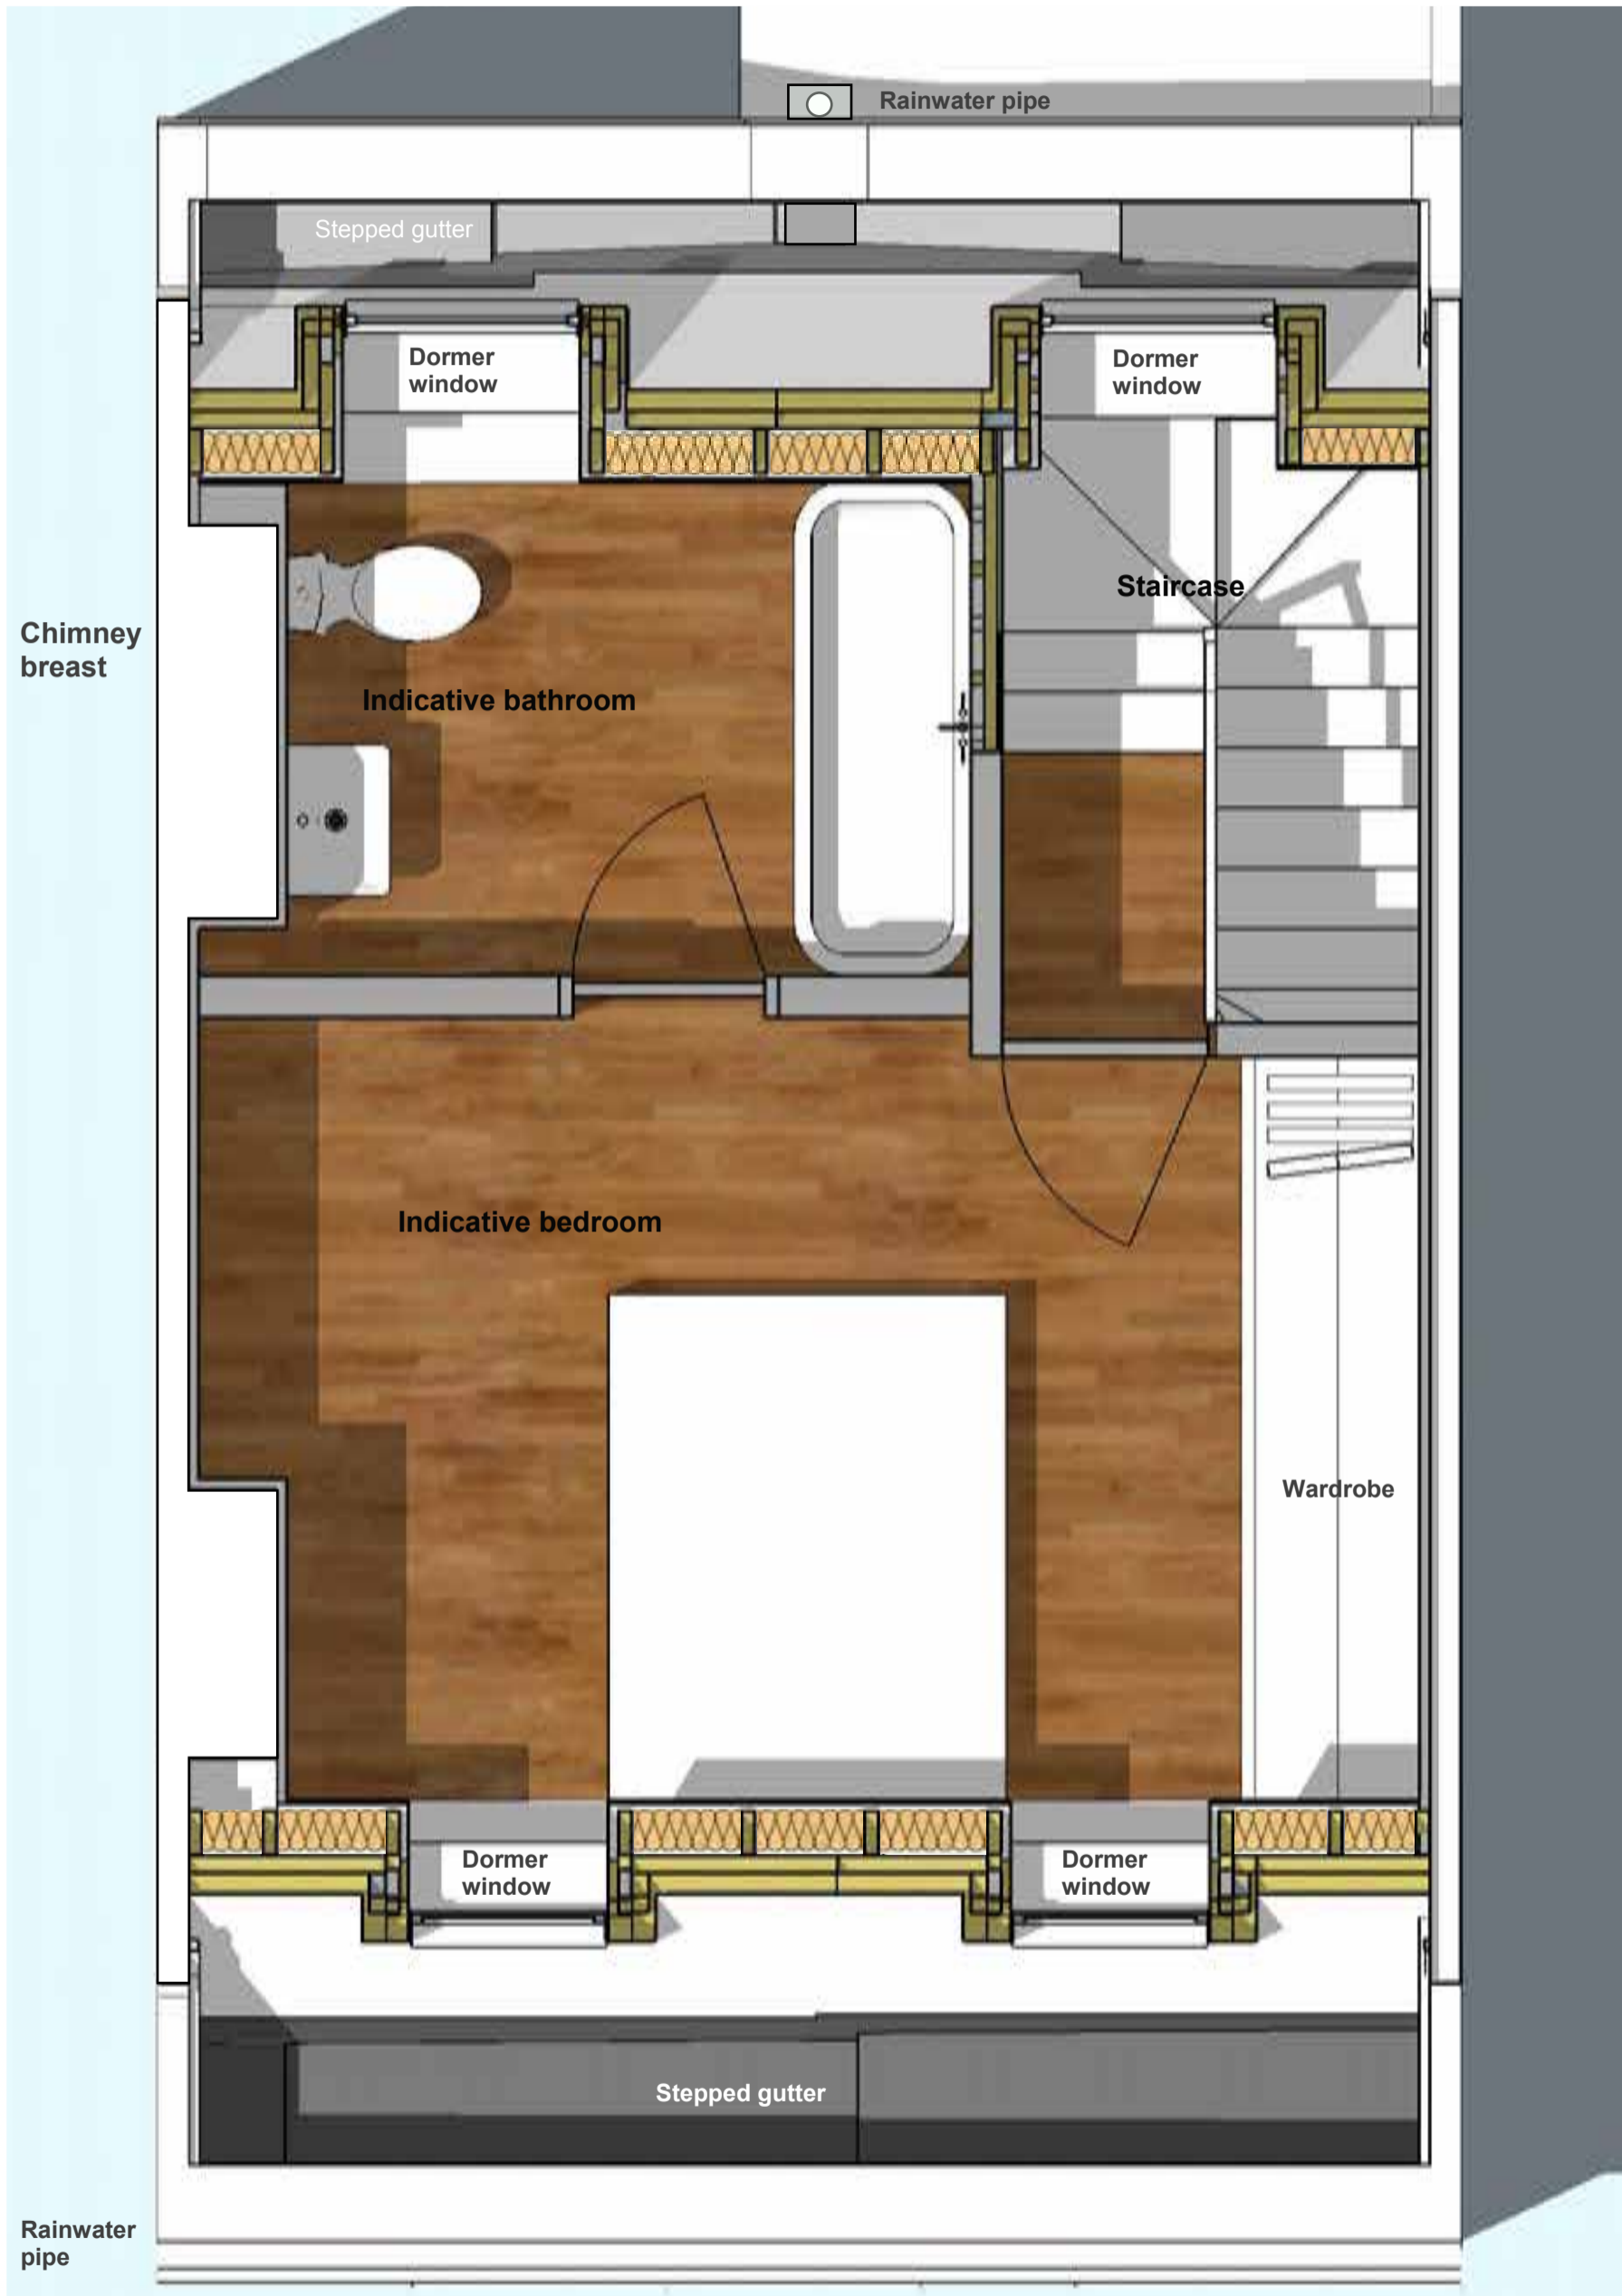 Rainwater pipe
Stepped gutter
Dormer
window
Dormer
window
Staircase
Chimney
breast
Indicative bathroom
Indicative bedroom
Wardrobe
Dormer
window
Dormer
window
Stepped gutter
Rainwater
pipe